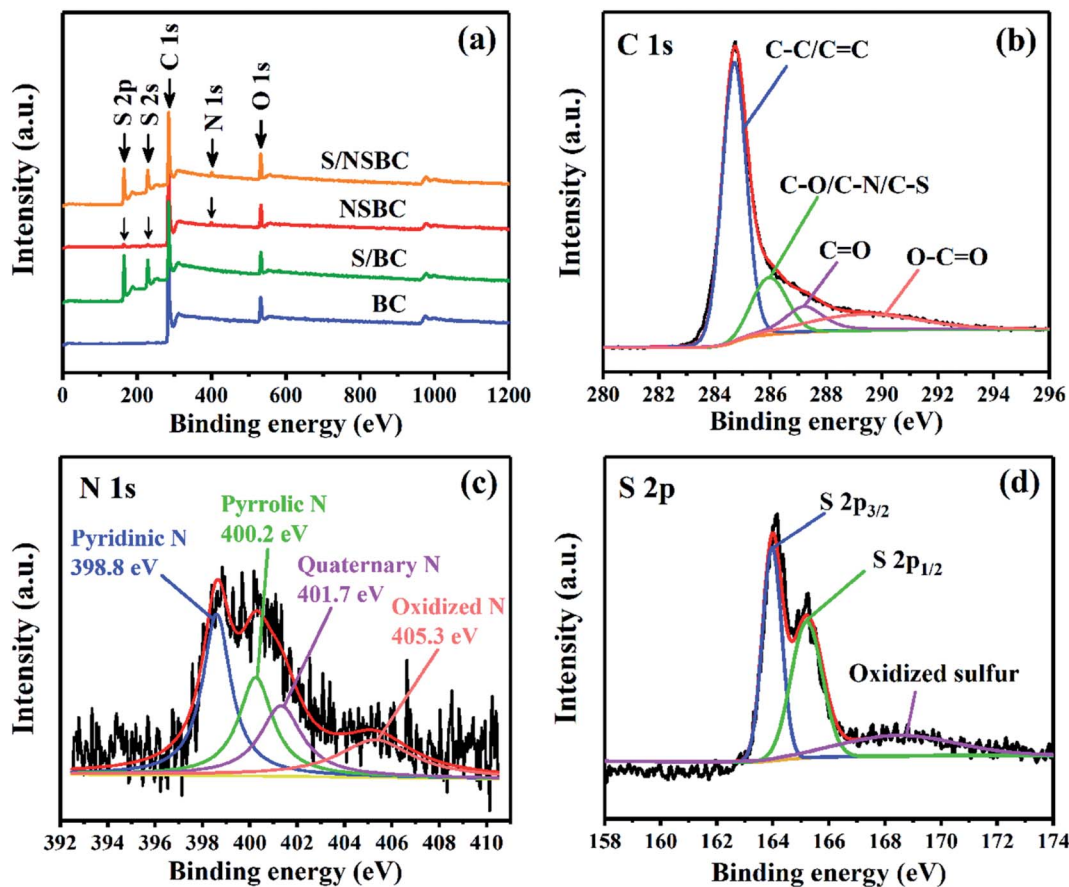 (a)
S 2p
S 2s
C 1s
N 1s
O 1s
S/NSBC
NSBC
S/BC
BC
Intensity (a.u.)
0 200 400 600 800 1000 1200
Binding energy (eV)
C 1s
(b)
C-C/C=C
C-O/C-N/C-S
C=O
O-C=O
Intensity (a.u.)
280 282 284 286 288 290 292 294 296
Binding energy (eV)
N 1s
(c)
Pyridinic N
398.8 eV
Pyrrolic N
400.2 eV
Quaternary N
401.7 eV
Oxidized N
405.3 eV
Intensity (a.u.)
392 394 396 398 400 402 404 406 408 410
Binding energy (eV)
S 2p
(d)
S 2p3/2
S 2p1/2
Oxidized sulfur
Intensity (a.u.)
158 160 162 164 166 168 170 172 174
Binding energy (eV)